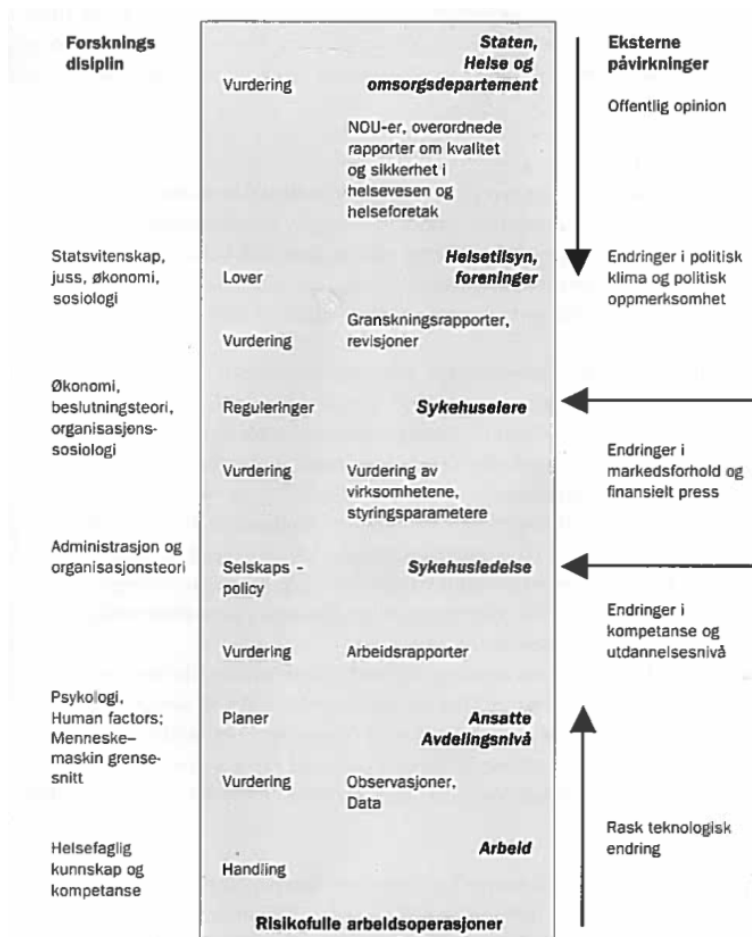 Forsknings
disiplin
Staten,
Helse og
omsorgsdepartement
Vurdering
NOU-er, overordnede
rapporter om kvalitet
og sikkerhet i
helsevesen og
helseforetak
Eksterne
påvirkninger
Offentlig opinion
Statsvitenskap,
juss, økonomi,
sosiologi
Lover
Helsetilsyn,
foreninger
Endringer i politisk
klima og politisk
oppmerksomhet
Vurdering
Granskningsrapporter,
revisjoner
Økonomi,
beslutningsteori,
organisasjens-
sosiologi
Reguleringer
Sykehuseiere
Vurdering
Vurdering av
virksomhetene,
styringsparametere
Endringer i
markedsforhold og
finansielt press
Administrasjon og
organisasjonsteori
Selskaps -
policy
Sykehusledelse
Endringer i
kompetanse og
utdannelsesnivå
Vurdering
Arbeidsrapporter
Psykologi,
Human factors;
Menneske–
maskin grense-
snitt
Planer
Ansatte
Avdelingsnivå
Vurdering
Observasjoner,
Data
Rask teknologisk
endring
Helsefaglig
kunnskap og
kompetanse
Arbeid
Handling
Risikofulle arbeidsoperasjoner